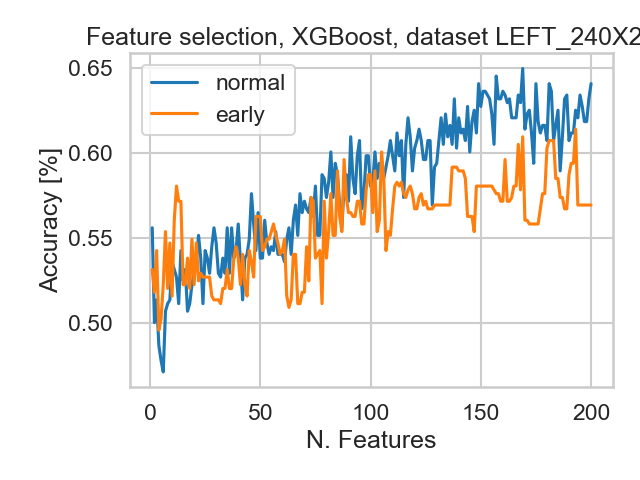 Feature selection, XGBoost, dataset LEFT_240X2
normal
early
Accuracy [%]
0.65
0.60
0.55
0.50
0 50 100 150 200
N. Features